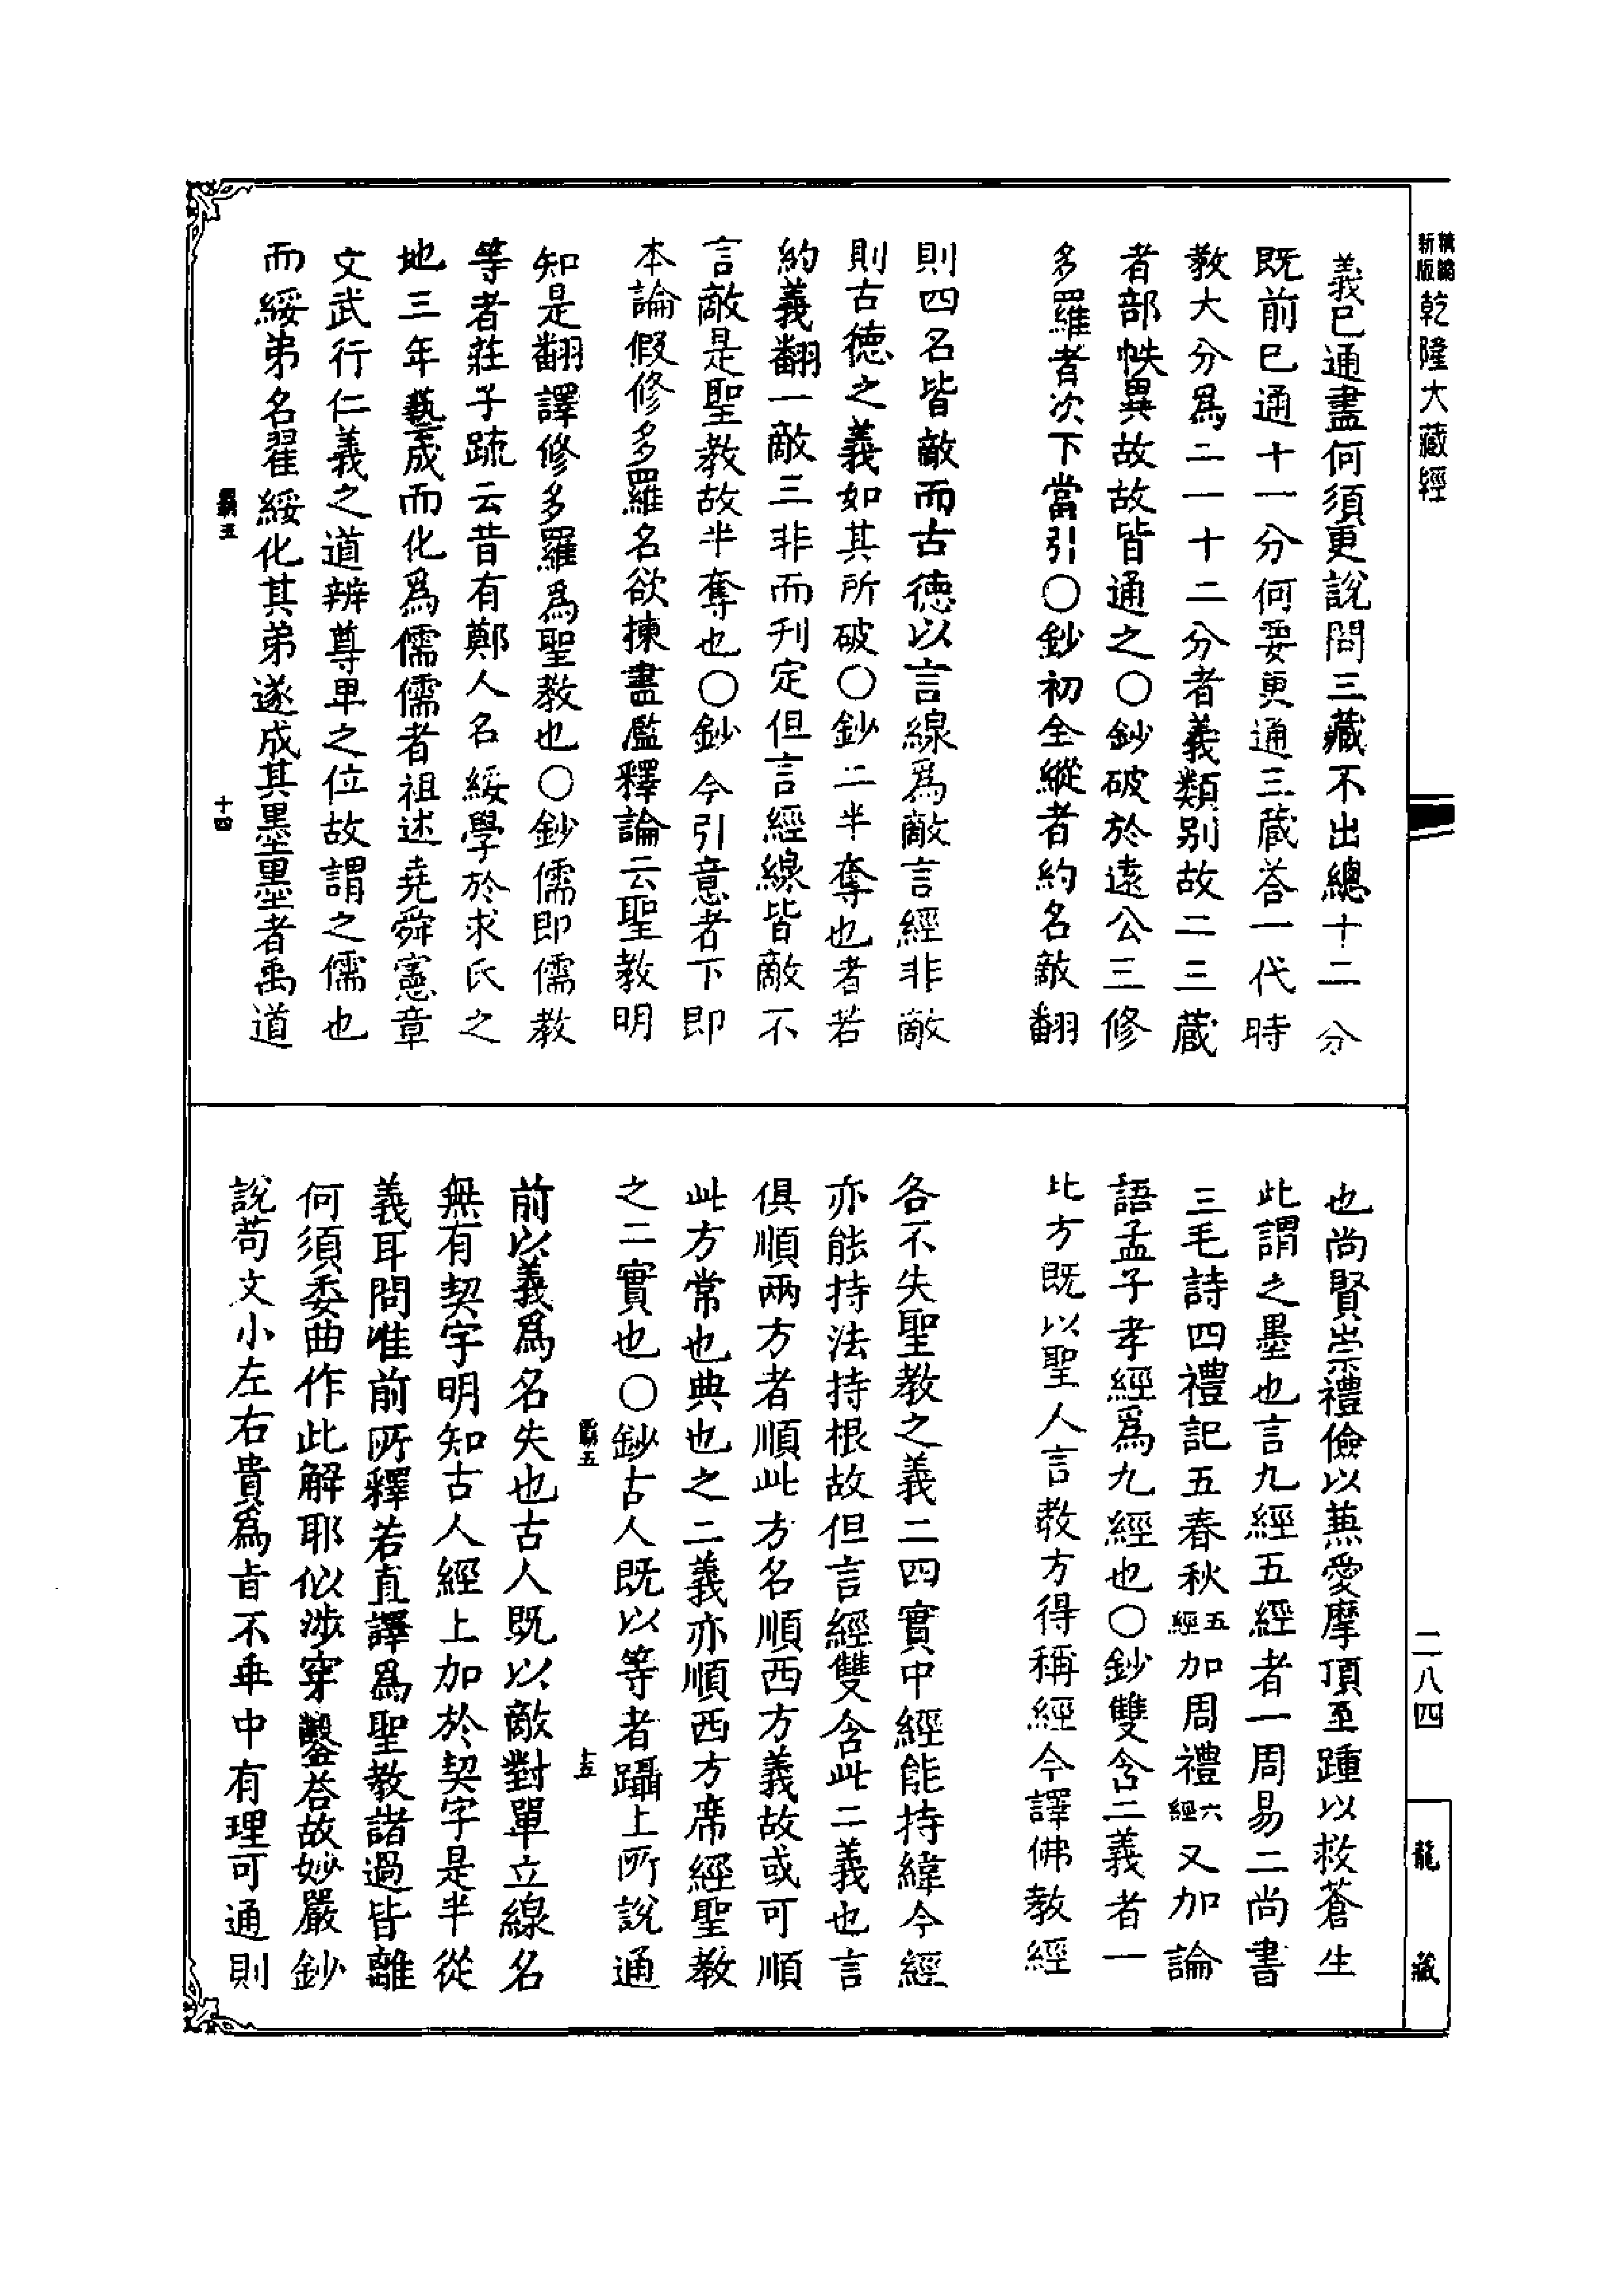 新版
精編
乾隆大藏經
義已通盡何須更說問三藏不出總十二分
既前已通十一分何要更通三蔵荅一代時
教大分爲二一十二分者義類别故二三蔵
者部帙異故故皆通之〇鈔破於遠公三修
多羅者次下當引〇鈔初全縱者約名敵翻
則四名皆敵而古德以言線爲敵言經非敵
則古德之義如其所破〇鈔二半奪也者若
約義翻一敵三非而刋定但言經線皆敵不
言敵是聖教故半奪也〇鈔今引意者下即
本論假修多羅名欲揀盡濫釋論云聖教明
知是翻譯修多羅爲聖教也〇鈔儒即儒教
等者莊子疏云昔有鄭人名綏學於求氏之
地三年藝成而化爲儒儒者祖述堯舜憲章
文武行仁義之道辨尊卑之位故謂之儒也
而綏弟名翟綏化其弟遂成其墨墨者禹道
霸五
十四
也尚賢崇禮儉以蒹愛摩頂至踵以救蒼生
此謂之墨也言九經五經者一周易二尚書
三毛詩四禮記五春秋五經加周禮六經又加論
語孟子孝經爲九經也〇鈔雙含二義者一
此方既以聖人言教方得稱經今譯佛教經
各不失聖教之義二四實中經能持緯今經
亦能持法持根故但言經雙含此二義也言
俱順兩方者順此方名順西方義故或可順
此方常也典也之二義亦順西方席經聖教
之二實也〇鈔古人既以等者躡上所説通
霸五
十五
前以義爲名失也古人既以敵對單立線名
無有契字明知古人經上加於契字是半從
義耳問准前所釋若直譯爲聖教諸過皆離
何須委曲作此解耶似涉穿鑿荅故妙嚴鈔
說苟文小左右貴爲旨不乖中有理可通則
二八四
龍藏